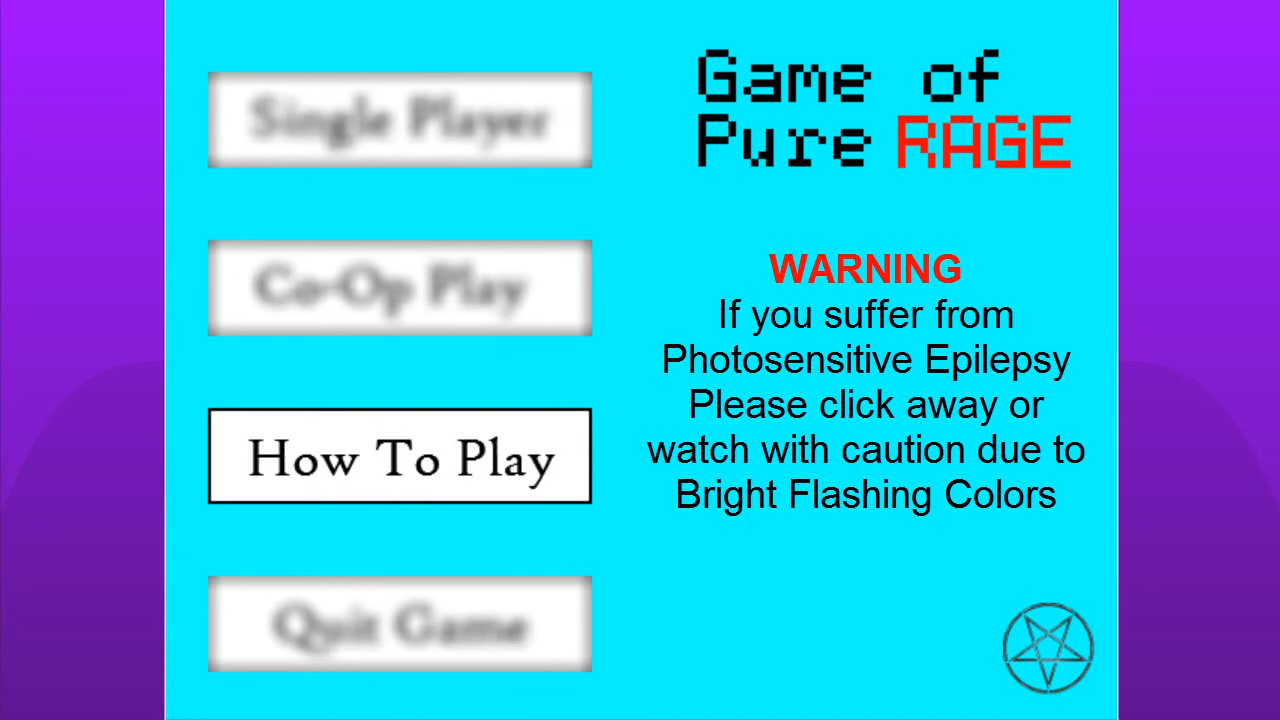 Single Player
Co-Op Play
How To Play
Quit Game
Game of
Pure RAGE
WARNING
If you suffer from
Photosensitive Epilepsy
Please click away or
watch with caution due to
Bright Flashing Colors